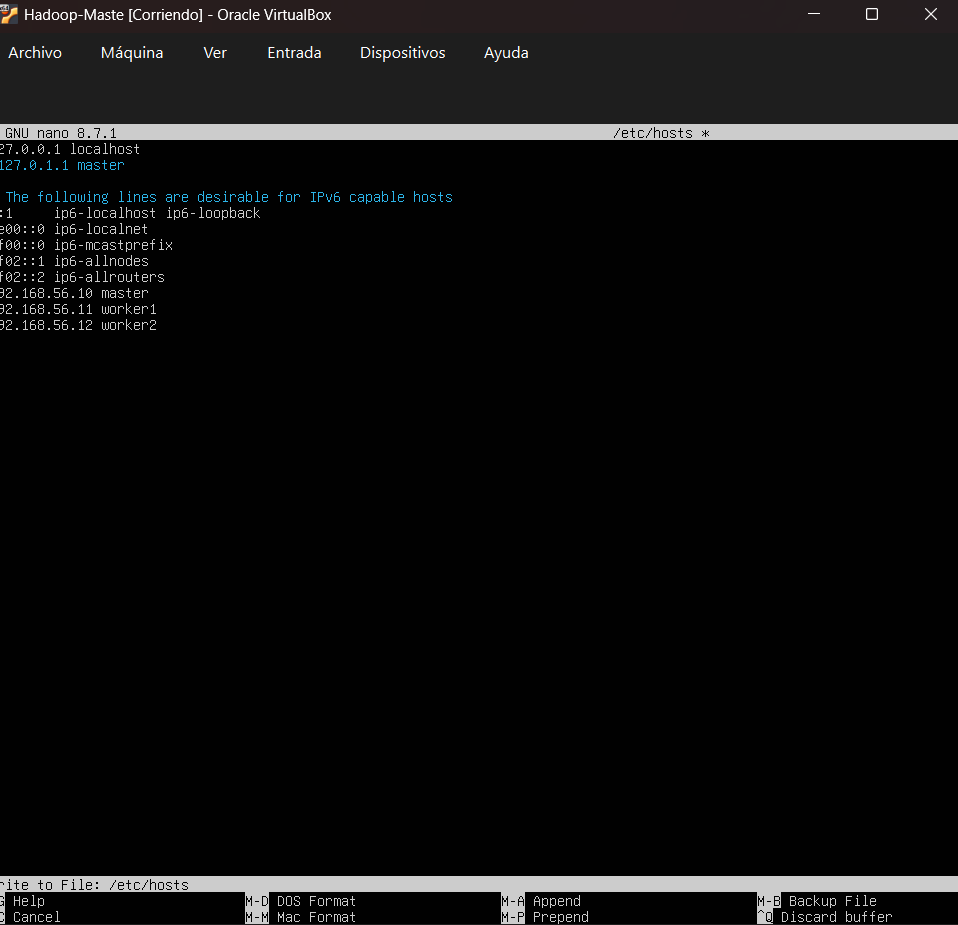 Hadoop-Maste [Corriendo] - Oracle VirtualBox
Archivo Máquina Ver Entrada Dispositivos Ayuda
GNU nano 8.7.1 /etc/hosts *
27.0.0.1 localhost
127.0.1.1 master
The following lines are desirable for IPv6 capable hosts
:1 ip6-localhost ip6-loopback
e00::0 ip6-localnet
f00::0 ip6-mcastprefix
f02::1 ip6-allnodes
f02::2 ip6-allrouters
92.168.56.10 master
92.168.56.11 worker1
92.168.56.12 worker2
rite to File: /etc/hosts
G Help M-D DOS Format M-A Append M-B Backup File
C Cancel M-M Mac Format M-P Prepend ^Q Discard buffer